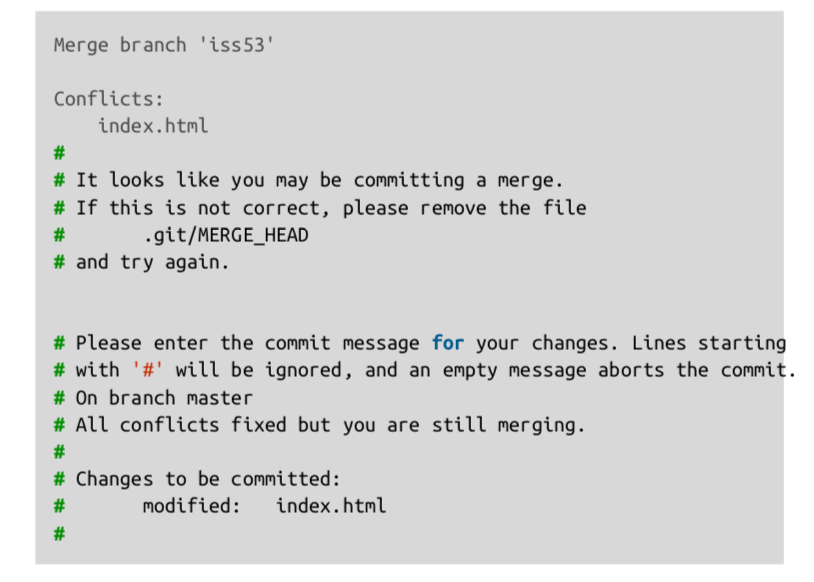 Merge branch 'iss53'
Conflicts:
    index.html
#
# It looks like you may be committing a merge.
# If this is not correct, please remove the file
#       .git/MERGE_HEAD
# and try again.
# Please enter the commit message for your changes. Lines starting
# with '#' will be ignored, and an empty message aborts the commit.
# On branch master
# All conflicts fixed but you are still merging.
#
# Changes to be committed:
#       modified:   index.html
#